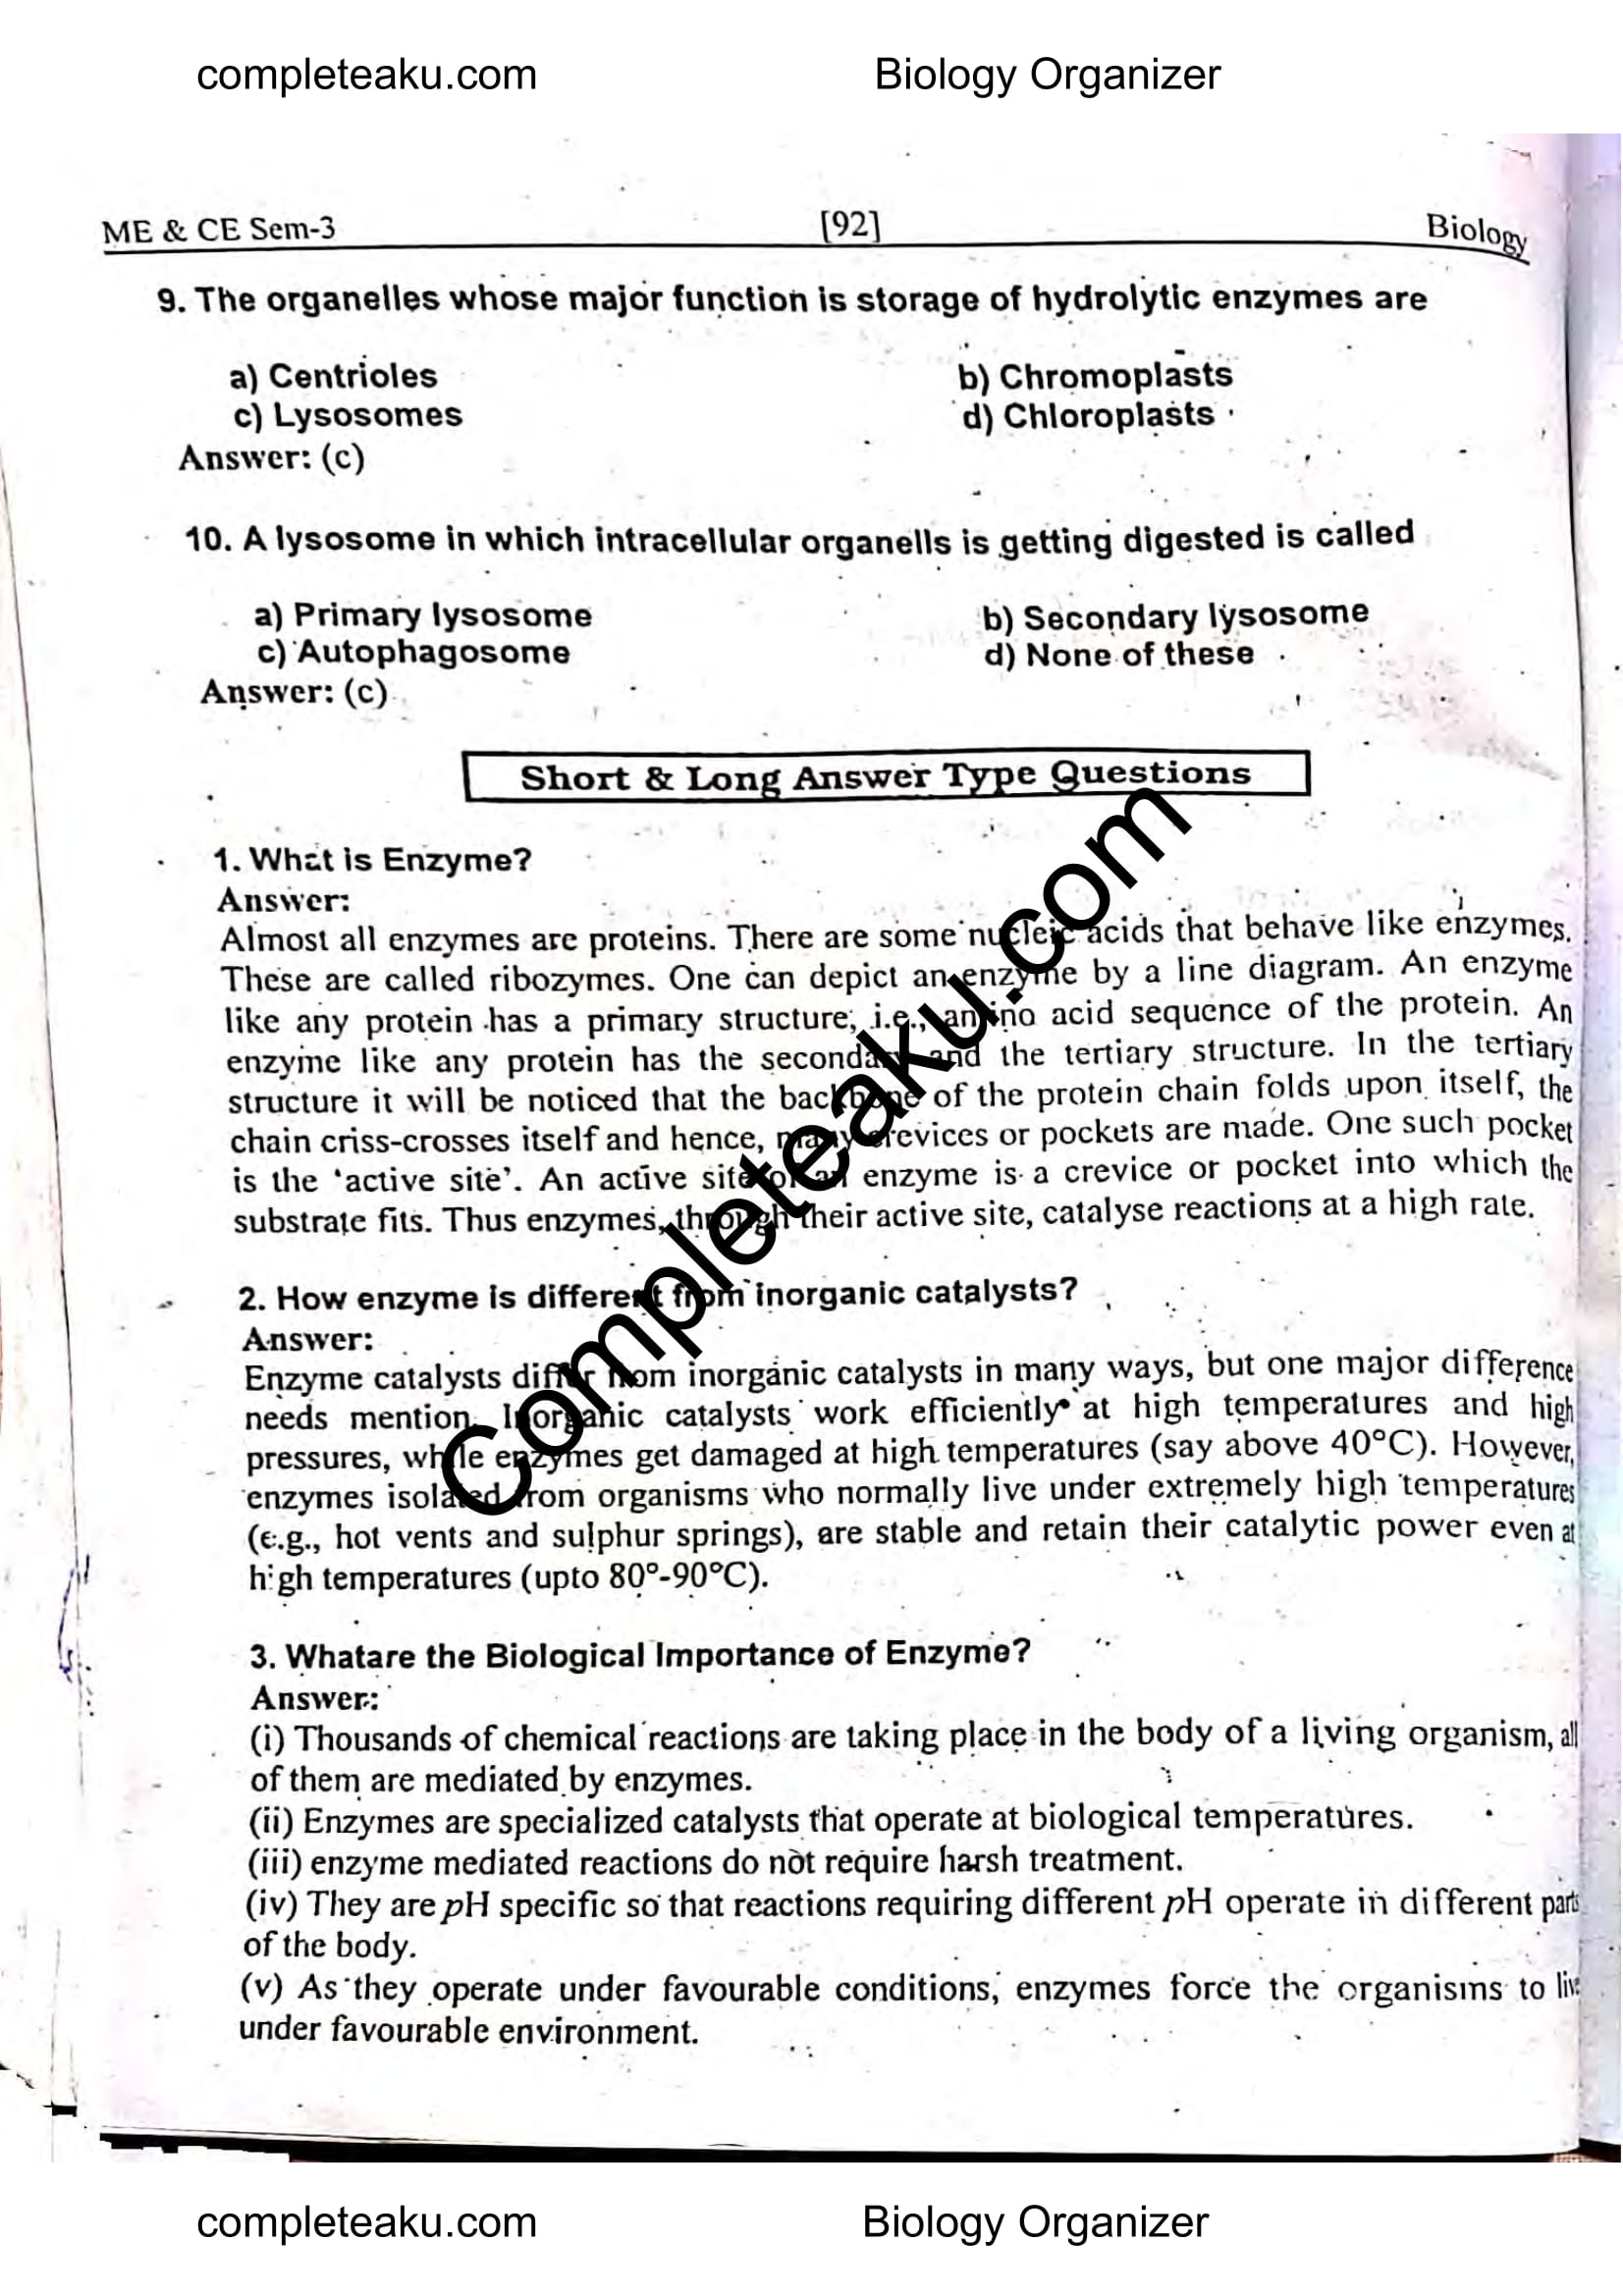 completeaku.com Biology Organizer
ME & CE Sem-3 [92] Biology
9. The organelles whose major function is storage of hydrolytic enzymes are
a) Centrioles b) Chromoplasts
c) Lysosomes d) Chloroplasts
Answer: (c)
10. A lysosome in which intracellular organells is getting digested is called
a) Primary lysosome b) Secondary lysosome
c) Autophagosome d) None of these
Answer: (c)
Short & Long Answer Type Questions
1. What is Enzyme?
Answer:
Almost all enzymes are proteins. There are some nucleic acids that behave like enzymes.
These are called ribozymes. One can depict an enzyme by a line diagram. An enzyme
like any protein has a primary structure, i.e., amino acid sequence of the protein. An
enzyme like any protein has the secondary and the tertiary structure. In the tertiary
structure it will be noticed that the backbone of the protein chain folds upon itself, the
chain criss-crosses itself and hence, many crevices or pockets are made. One such pocket
is the ‘active site’. An active site of an enzyme is a crevice or pocket into which the
substrate fits. Thus enzymes, through their active site, catalyse reactions at a high rate.
2. How enzyme is different from inorganic catalysts?
Answer:
Enzyme catalysts differ from inorganic catalysts in many ways, but one major difference
needs mention. Inorganic catalysts work efficiently at high temperatures and high
pressures, while enzymes get damaged at high temperatures (say above 40°C). However,
enzymes isolated from organisms who normally live under extremely high temperatures
(e.g., hot vents and sulphur springs), are stable and retain their catalytic power even at
high temperatures (upto 80°-90°C).
3. Whatare the Biological Importance of Enzyme?
Answer:
(i) Thousands of chemical reactions are taking place in the body of a living organism, all
of them are mediated by enzymes.
(ii) Enzymes are specialized catalysts that operate at biological temperatures.
(iii) enzyme mediated reactions do not require harsh treatment.
(iv) They are pH specific so that reactions requiring different pH operate in different parts
of the body.
(v) As they operate under favourable conditions, enzymes force the organisms to live
under favourable environment.
Completeaku.com
completeaku.com Biology Organizer